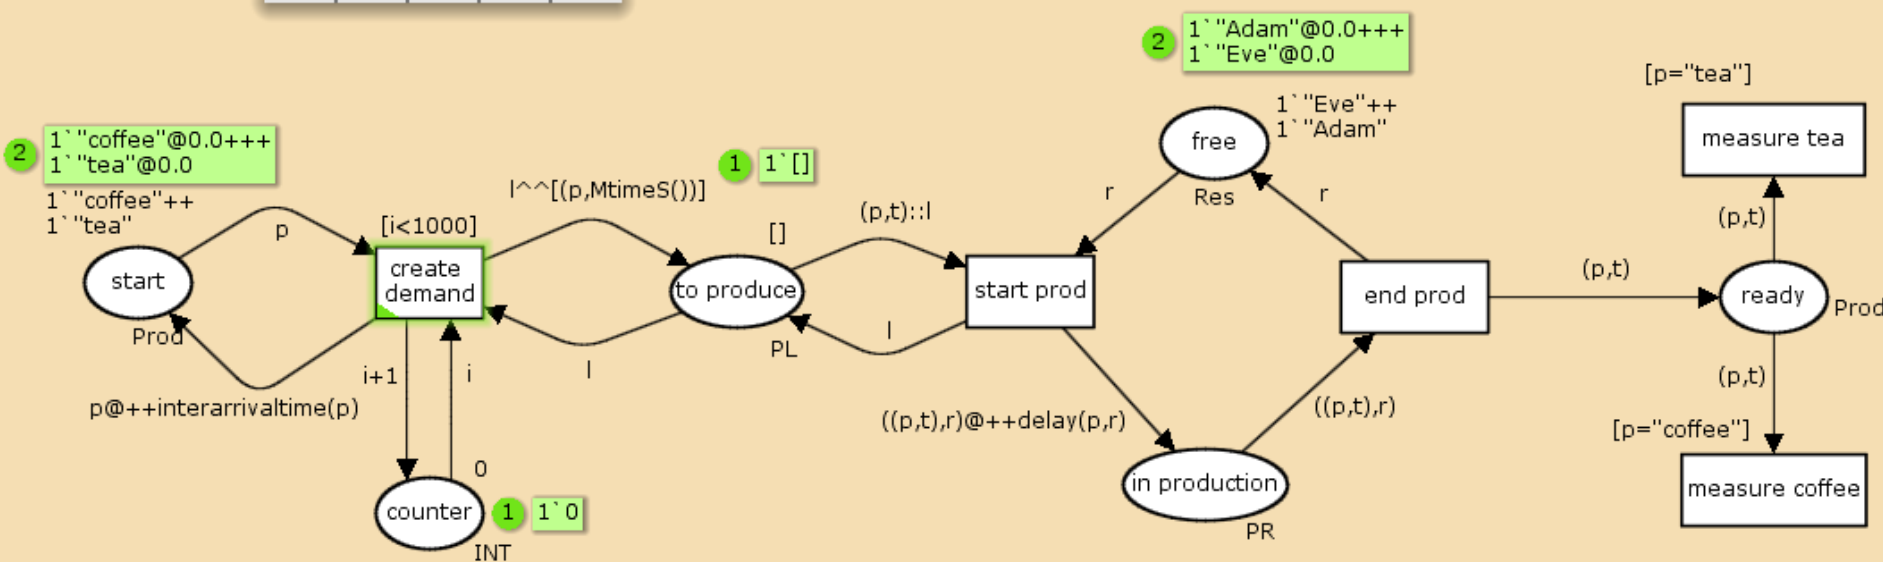 2
1`"Adam"@0.0+++
1`"Eve"@0.0
[p="tea"]
1`"Eve"++
1`"Adam"
free
Res
measure tea
2
1`"coffee"@0.0+++
1`"tea"@0.0
1`"coffee"++
1`"tea"
start
Prod
p
[i<1000]
create
demand
l^^[(p,MtimeS())]
1
1`[]
[]
to produce
PL
l
(p,t)::l
start prod
l
r
r
end prod
(p,t)
(p,t)
ready
Prod
(p,t)
p@++interarrivaltime(p)
i+1
i
0
counter
1
1`0
INT
((p,t),r)@++delay(p,r)
((p,t),r)
in production
PR
[p="coffee"]
measure coffee